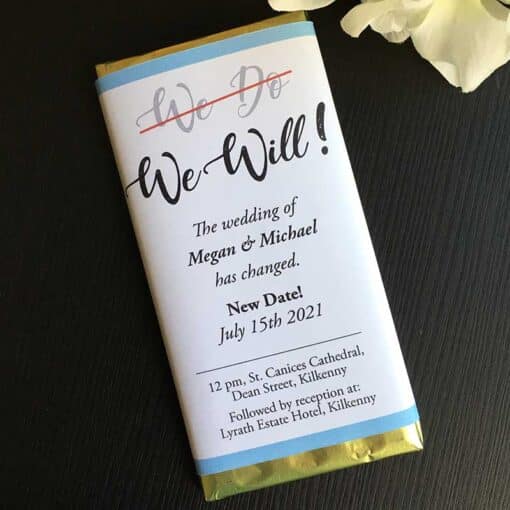 We Do
We Will!
The wedding of
Megan & Michael
has changed.
New Date!
July 15th 2021
12 pm, St. Canices Cathedral,
Dean Street, Kilkenny
Followed by reception at:
Lyrath Estate Hotel, Kilkenny